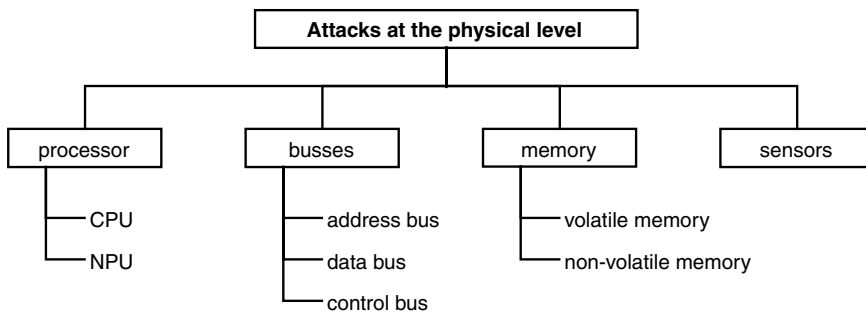 Attacks at the physical level
processor
busses
memory
sensors
CPU
NPU
address bus
data bus
control bus
volatile memory
non-volatile memory